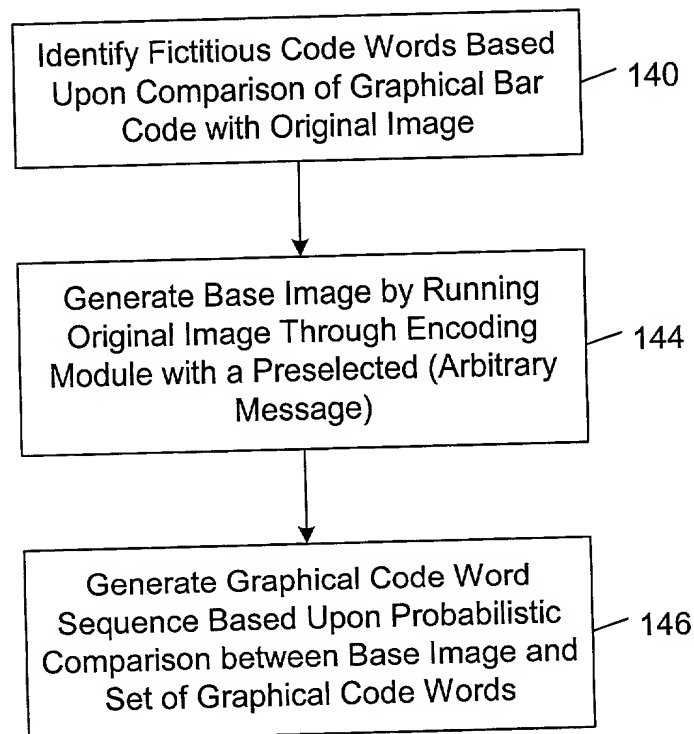 Identify Fictitious Code Words Based
Upon Comparison of Graphical Bar
Code with Original Image
140
Generate Base Image by Running
Original Image Through Encoding
Module with a Preselected (Arbitrary
Message)
144
Generate Graphical Code Word
Sequence Based Upon Probabilistic
Comparison between Base Image and
Set of Graphical Code Words
146